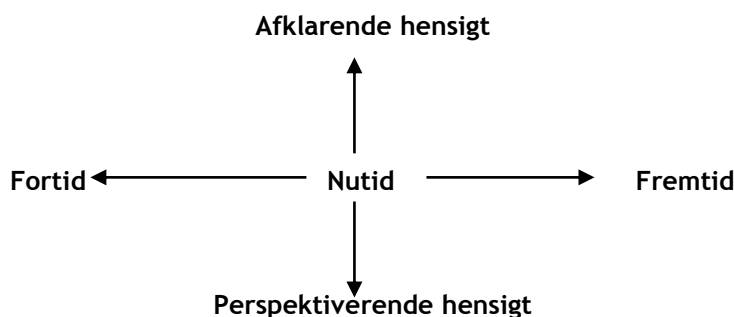 Afklarende hensigt
Fortid Nutid Fremtid
Perspektiverende hensigt